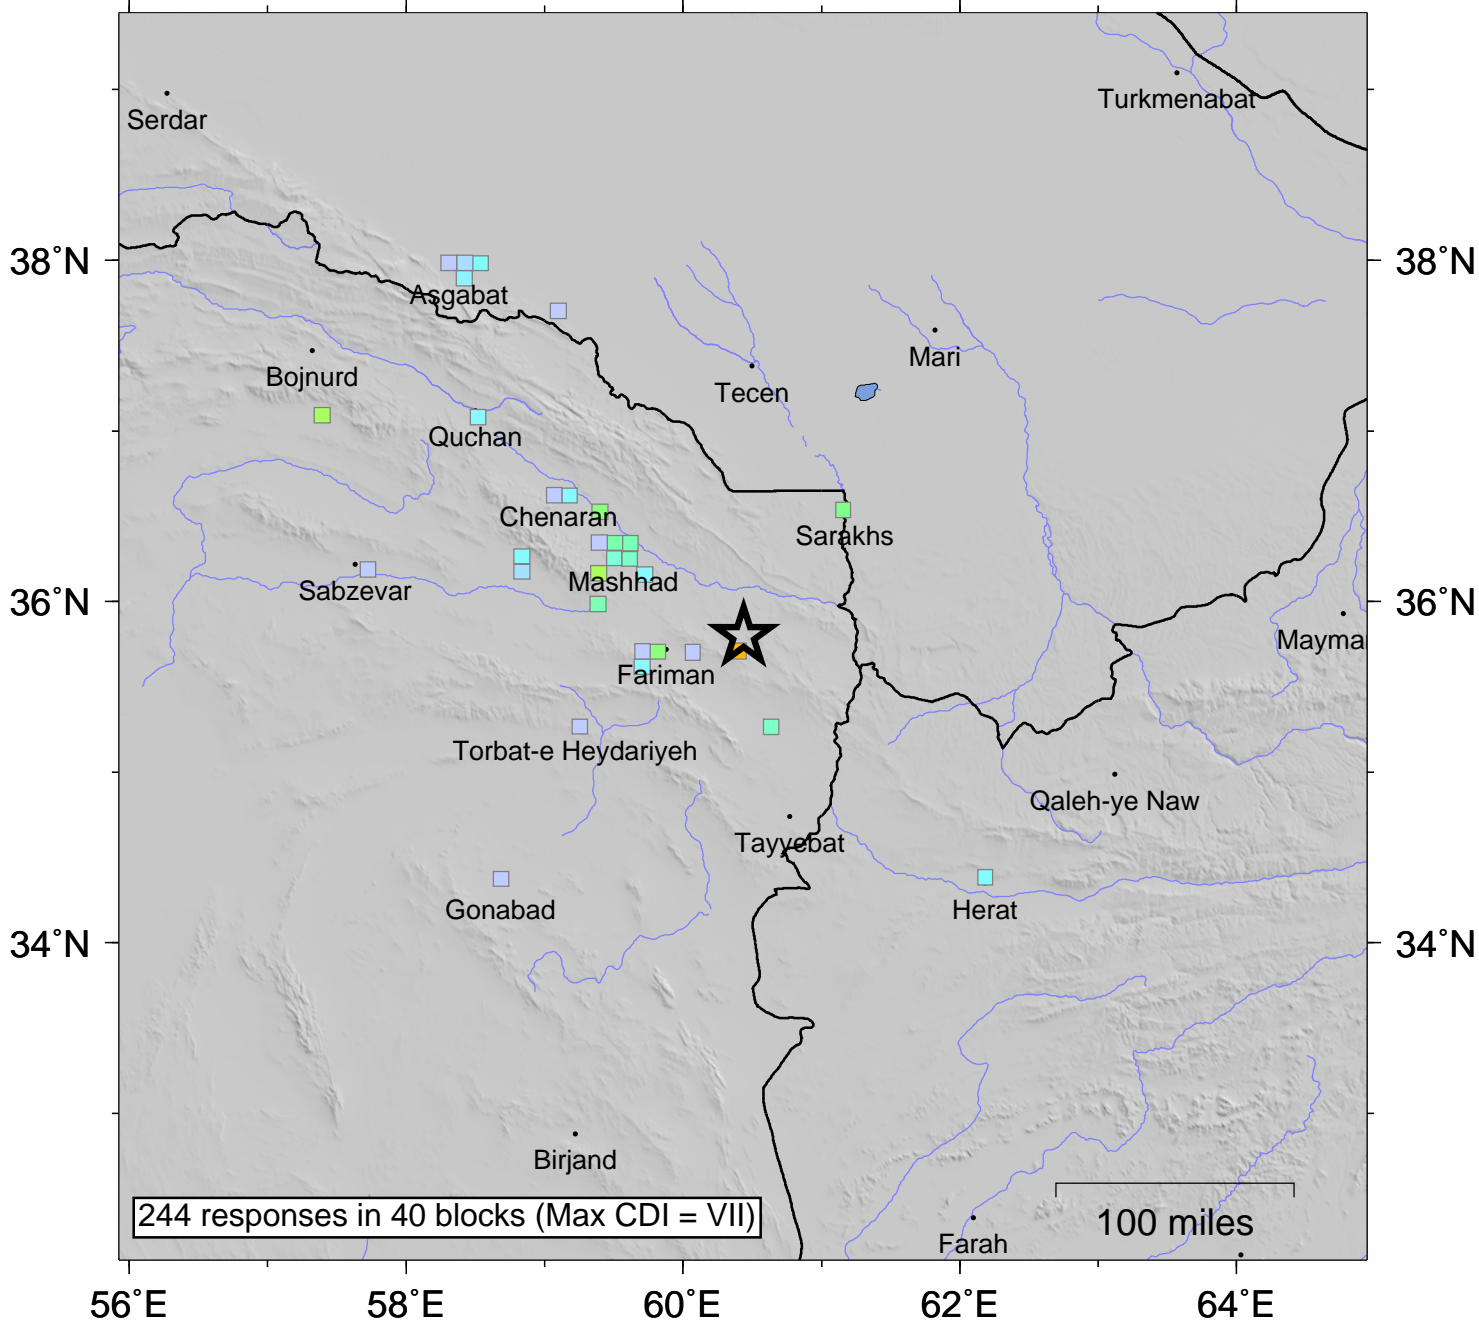 Turkmenabat
Serdar
38°N
38°N
Asgabat
Mari
Bojnurd
Tecen
Quchan
Chenaran
Sarakhs
Mashhad
Sabzevar
36°N
36°N
Mayma
Fariman
Torbat-e Heydariyeh
Qaleh-ye Naw
Tayyebat
Gonabad
Herat
34°N
34°N
Birjand
244 responses in 40 blocks (Max CDI = VII)
100 miles
Farah
56°E
58°E
60°E
62°E
64°E